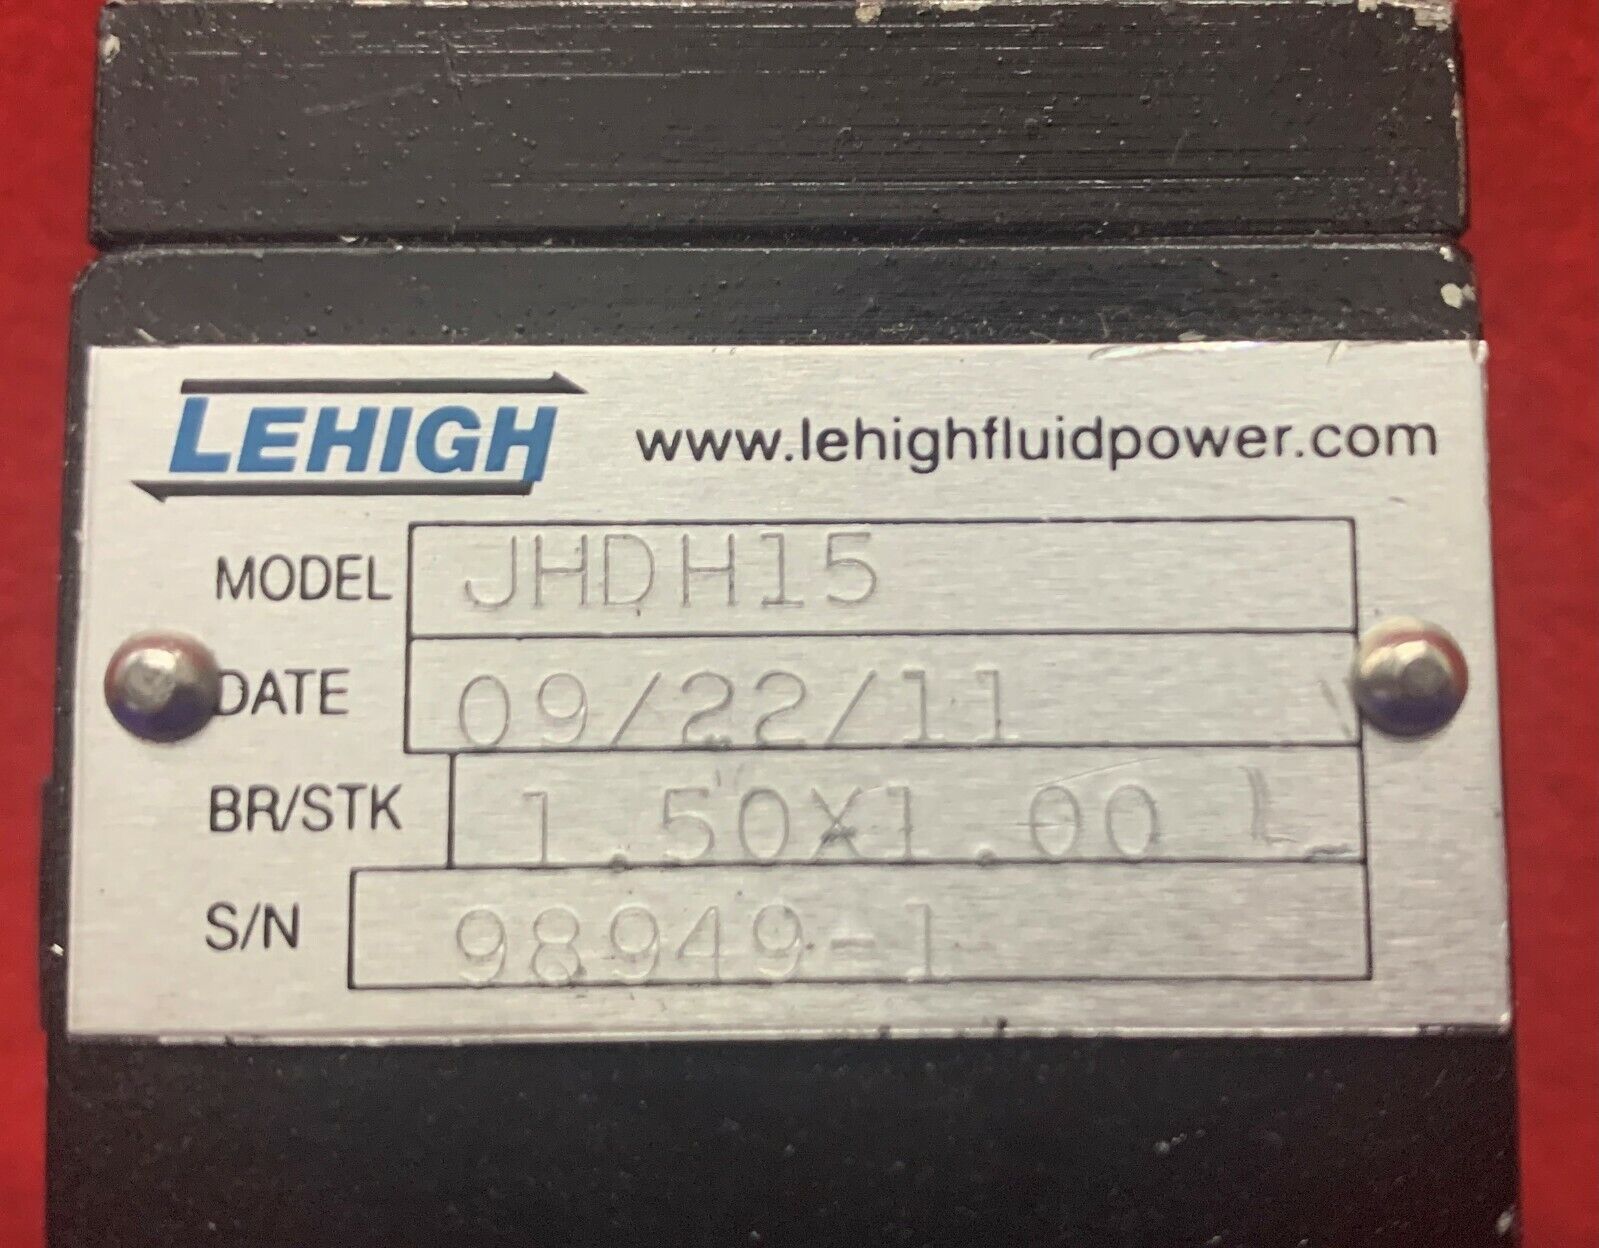 LEHIGH www.lehighfluidpower.com
MODEL JHDH15
DATE 09/22/11
BR/STK 1.50X1.00
S/N 98949-1